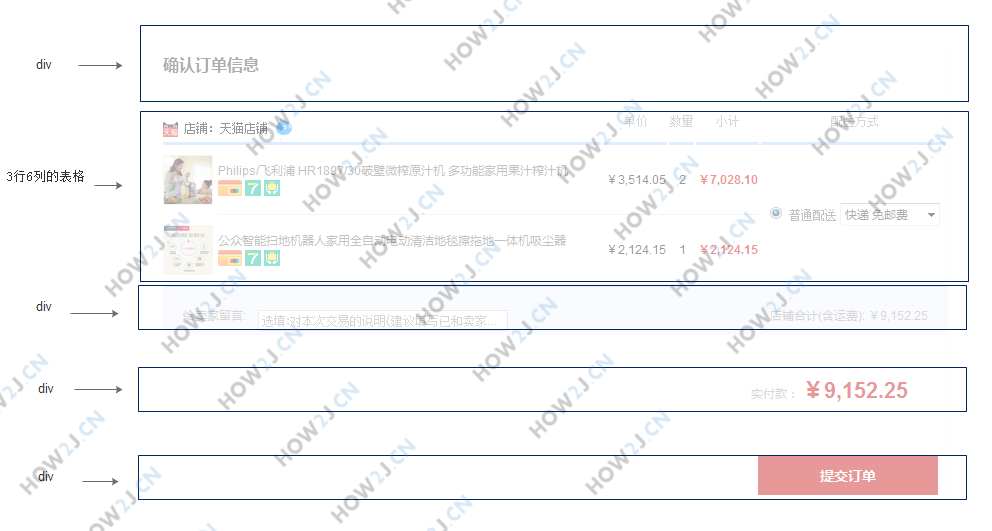 div
确认订单信息
天猫 店铺：天猫店铺 单价 数量 小计 配送方式
3行6列的表格
Philips/飞利浦 HR1897/30破壁微榨原汁机 多功能家用果汁榨汁机
7
￥3,514.05 2 ￥7,028.10
普通配送 快递 免邮费
公众智能扫地机器人家用全自动电动清洁地毯擦拖地一体机吸尘器
7
￥2,124.15 1 ￥2,124.15
div
给卖家留言: 选填:对本次交易的说明(建议填写已和卖家... 店铺合计(含运费): ￥9,152.25
div
实付款： ￥9,152.25
div
提交订单
HOW2J.CN